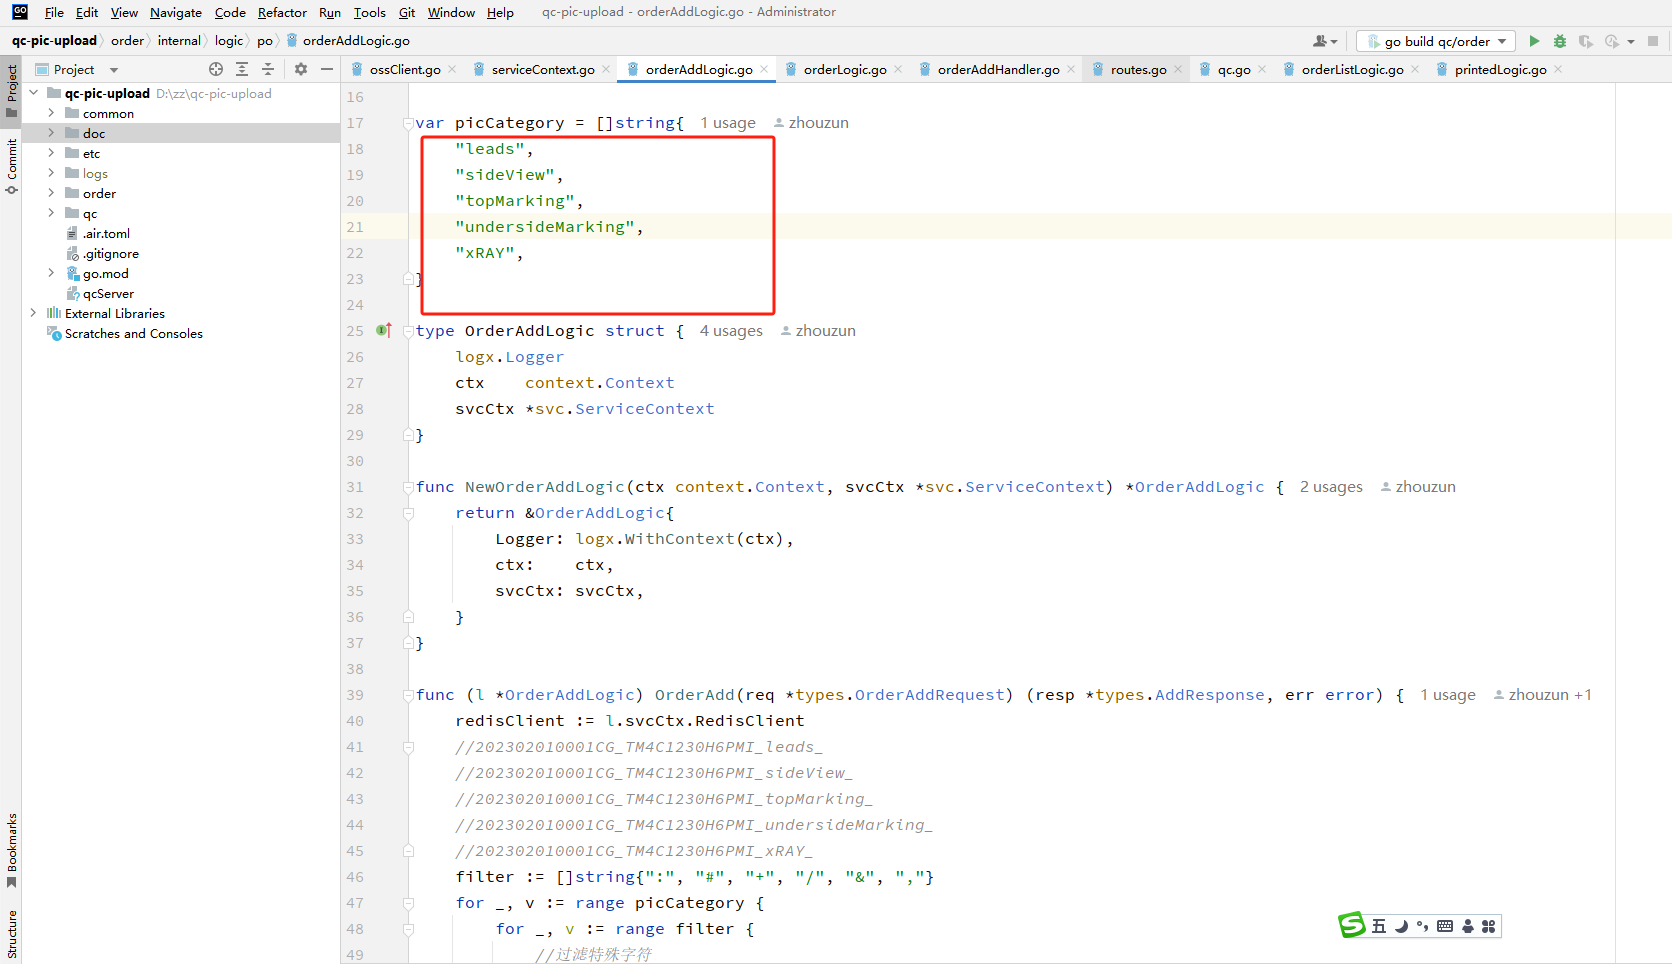 GO File Edit View Navigate Code Refactor Run Tools Git Window Help qc-pic-upload - orderAddLogic.go - Administrator
qc-pic-upload order internal logic po orderAddLogic.go go build qc/order
Project ossClient.go serviceContext.go orderAddLogic.go orderLogic.go orderAddHandler.go routes.go qc.go orderListLogic.go printedLogic.go
Project
Commit
Bookmarks
Structure
qc-pic-upload D:\zz\qc-pic-upload
common
doc
etc
logs
order
qc
.air.toml
.gitignore
go.mod
qcServer
External Libraries
Scratches and Consoles
16
17 var picCategory = []string{ 1 usage zhouzun
18 "leads",
19 "sideView",
20 "topMarking",
21 "undersideMarking",
22 "xRAY",
23 }
24
25 type OrderAddLogic struct { 4 usages zhouzun
26 logx.Logger
27 ctx context.Context
28 svcCtx *svc.ServiceContext
29 }
30
31 func NewOrderAddLogic(ctx context.Context, svcCtx *svc.ServiceContext) *OrderAddLogic { 2 usages zhouzun
32 return &OrderAddLogic{
33 Logger: logx.WithContext(ctx),
34 ctx: ctx,
35 svcCtx: svcCtx,
36 }
37 }
38
39 func (l *OrderAddLogic) OrderAdd(req *types.OrderAddRequest) (resp *types.AddResponse, err error) { 1 usage zhouzun +1
40 redisClient := l.svcCtx.RedisClient
41 //202302010001CG_TM4C1230H6PMI_leads_
42 //202302010001CG_TM4C1230H6PMI_sideView_
43 //202302010001CG_TM4C1230H6PMI_topMarking_
44 //202302010001CG_TM4C1230H6PMI_undersideMarking_
45 //202302010001CG_TM4C1230H6PMI_xRAY_
46 filter := []string{":", "#", "+", "/", "&", ","}
47 for _, v := range picCategory {
48 for _, v := range filter {
49 //过滤特殊字符
S 五